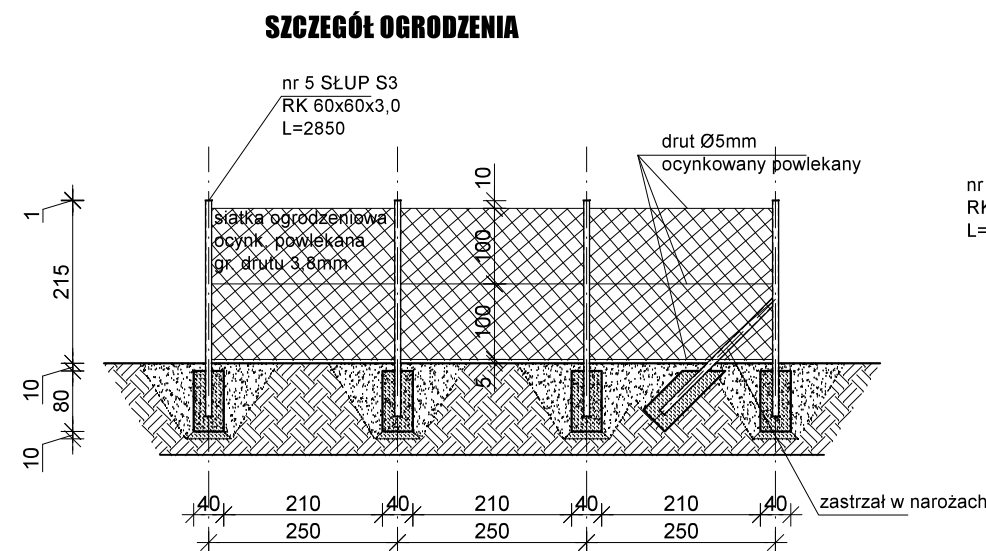 SZCZEGÓŁ OGRODZENIA
nr 5 SŁUP S3
RK 60x60x3,0
L=2850
drut Ø5mm
ocynkowany powlekany
nr
RK
L=
siatka ogrodzeniowa
ocynk. powlekana
gr drutu 3,8mm
1
215
10
80
10
10
100
100
5
zastrzał w narożach
40 210 40 210 40 210 40
250 250 250